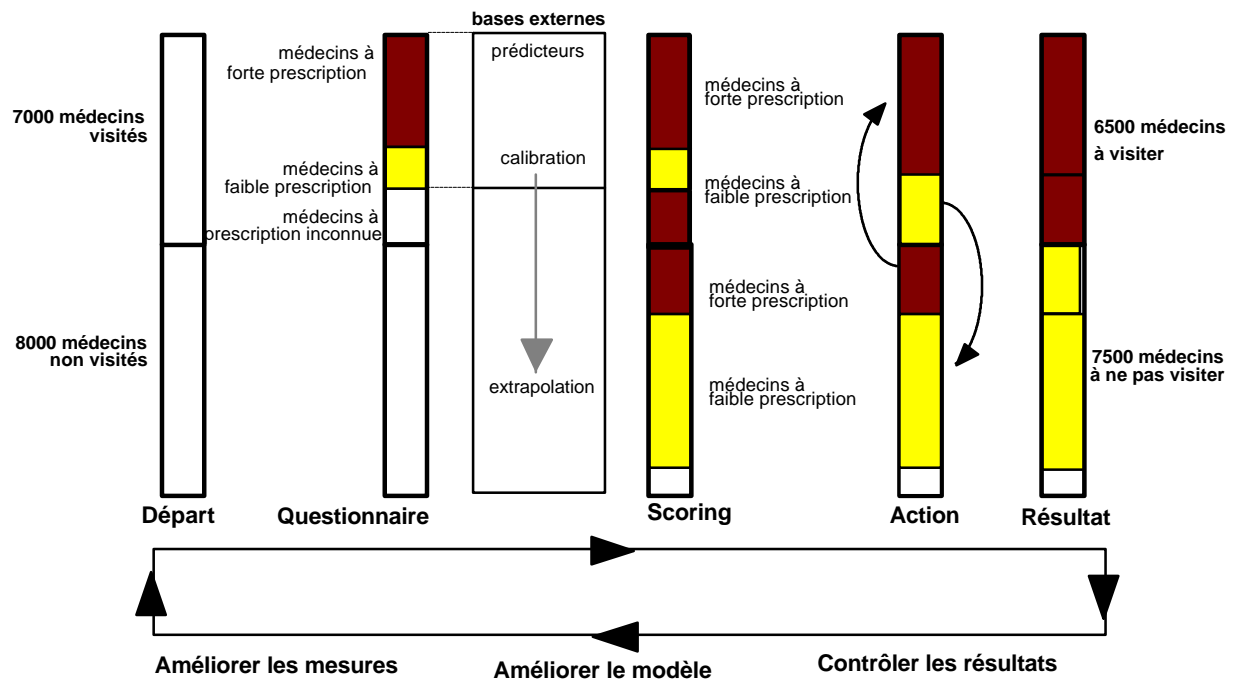 bases externes
médecins à
forte prescription
prédicteurs
médecins à
forte prescription
7000 médecins
visités
6500 médecins
à visiter
médecins à
faible prescription
calibration
médecins à
faible prescription
médecins à
prescription inconnue
médecins à
forte prescription
8000 médecins
non visités
7500 médecins
à ne pas visiter
extrapolation
médecins à
faible prescription
Départ
Questionnaire
Scoring
Action
Résultat
Améliorer les mesures
Améliorer le modèle
Contrôler les résultats